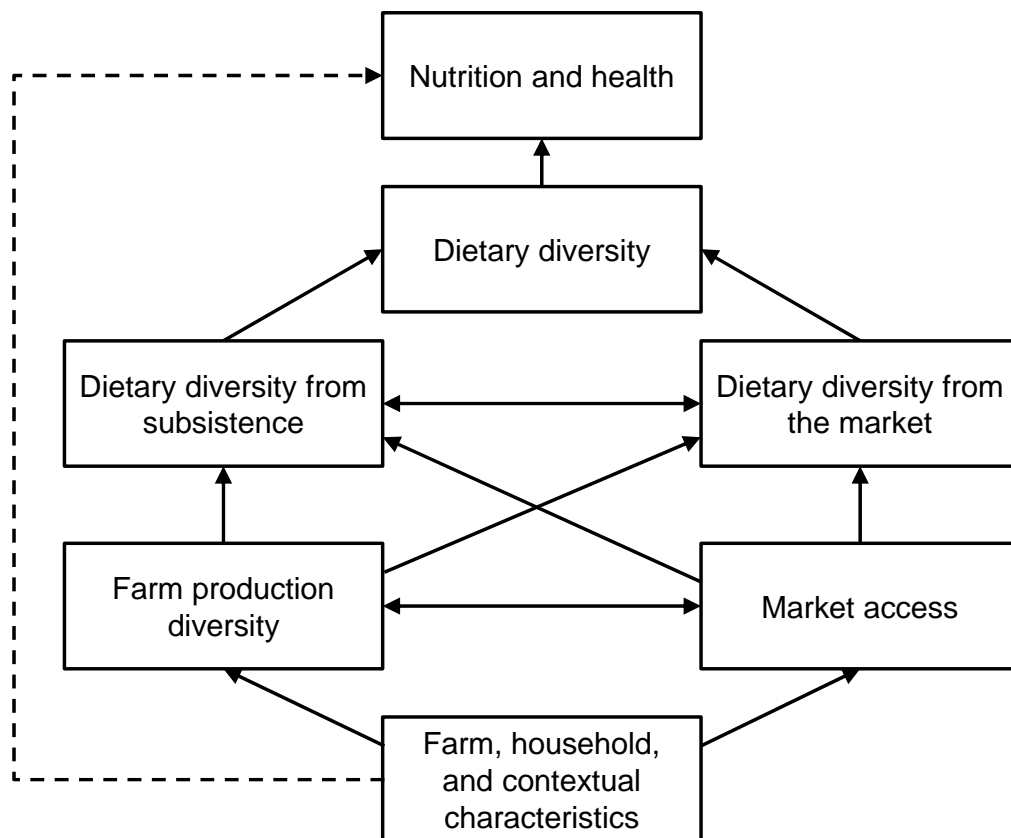 Nutrition and health
Dietary diversity
Dietary diversity from
subsistence
Dietary diversity from
the market
Farm production
diversity
Market access
Farm, household,
and contextual
characteristics